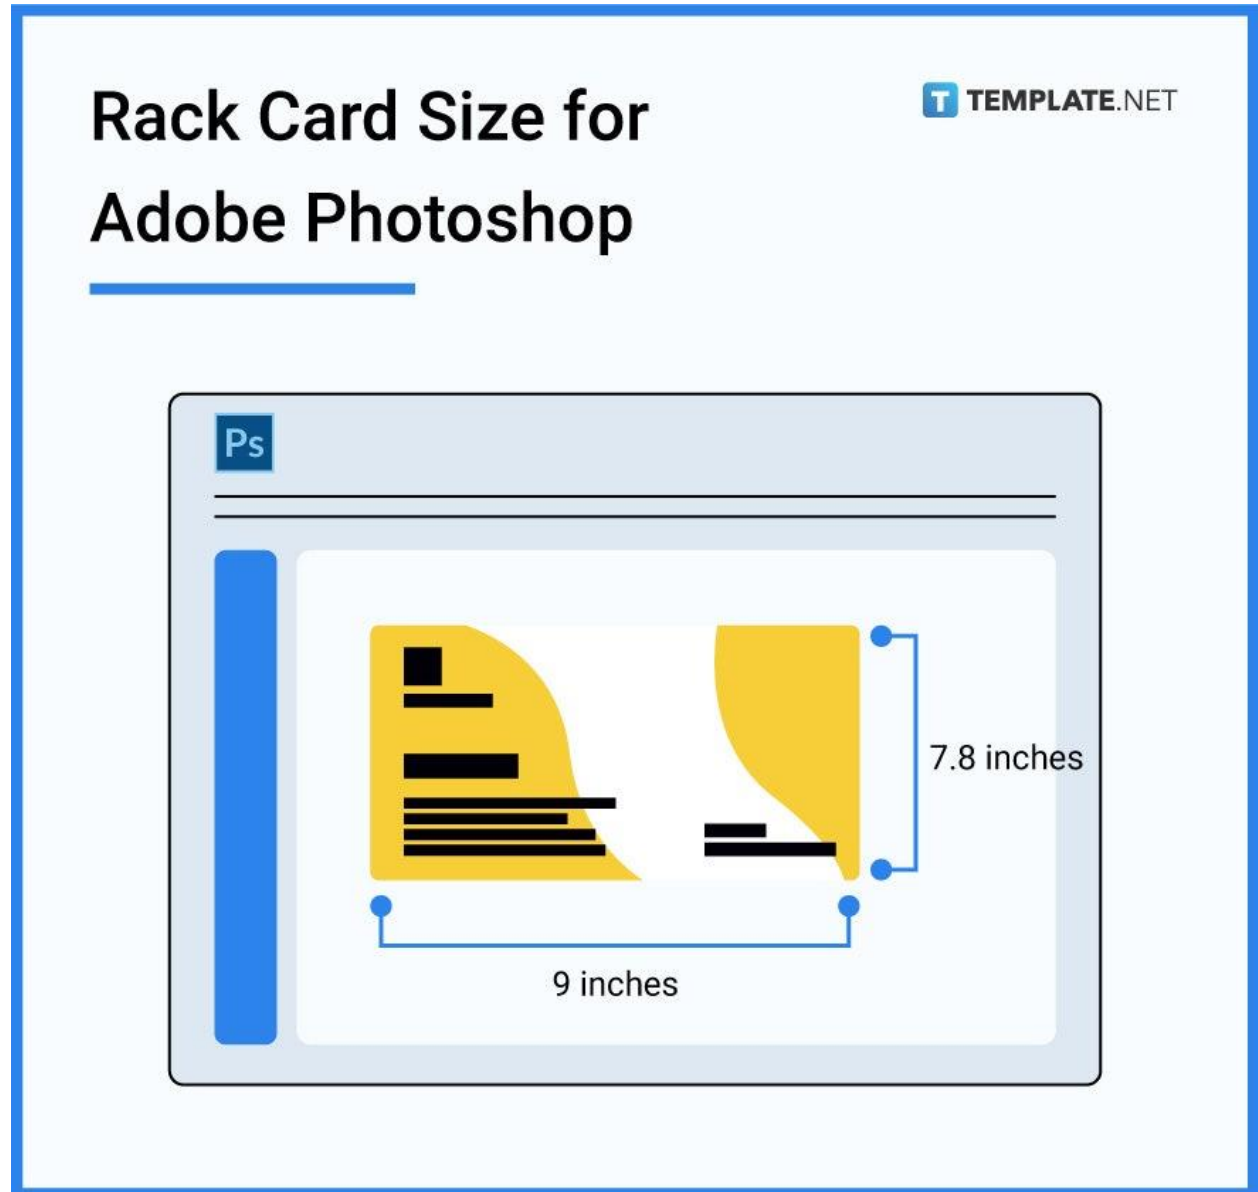 Rack Card Size for
Adobe Photoshop
T TEMPLATE.NET
Ps
7.8 inches
9 inches